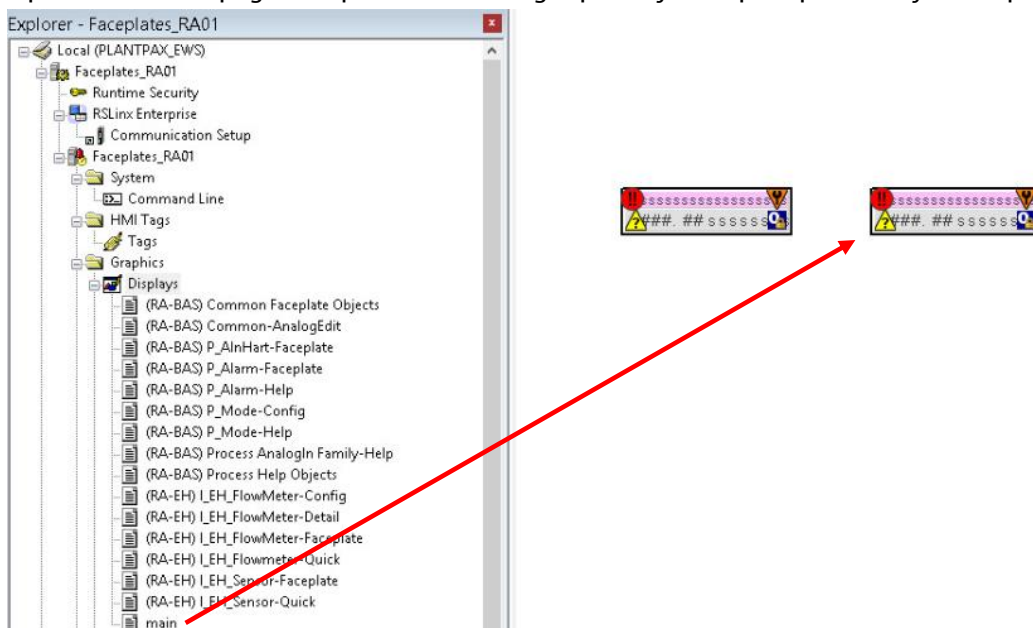 Explorer - Faceplates_RA01
Local (PLANTPAX_EWS)
Faceplates_RA01
Runtime Security
RSLinx Enterprise
Communication Setup
Faceplates_RA01
System
Command Line
HMI Tags
Tags
Graphics
Displays
(RA-BAS) Common Faceplate Objects
(RA-BAS) Common-AnalogEdit
(RA-BAS) P_AInHart-Faceplate
(RA-BAS) P_Alarm-Faceplate
(RA-BAS) P_Alarm-Help
(RA-BAS) P_Mode-Config
(RA-BAS) P_Mode-Help
(RA-BAS) Process AnalogIn Family-Help
(RA-BAS) Process Help Objects
(RA-EH) I_EH_FlowMeter-Config
(RA-EH) I_EH_FlowMeter-Detail
(RA-EH) I_EH_FlowMeter-Faceplate
(RA-EH) I_EH_Flowmeter-Quick
(RA-EH) I_EH_Sensor-Faceplate
(RA-EH) I_EH_Sensor-Quick
main
sssssssssssssssss
###. ## ssssss
sssssssssssssssss
###. ## ssssss